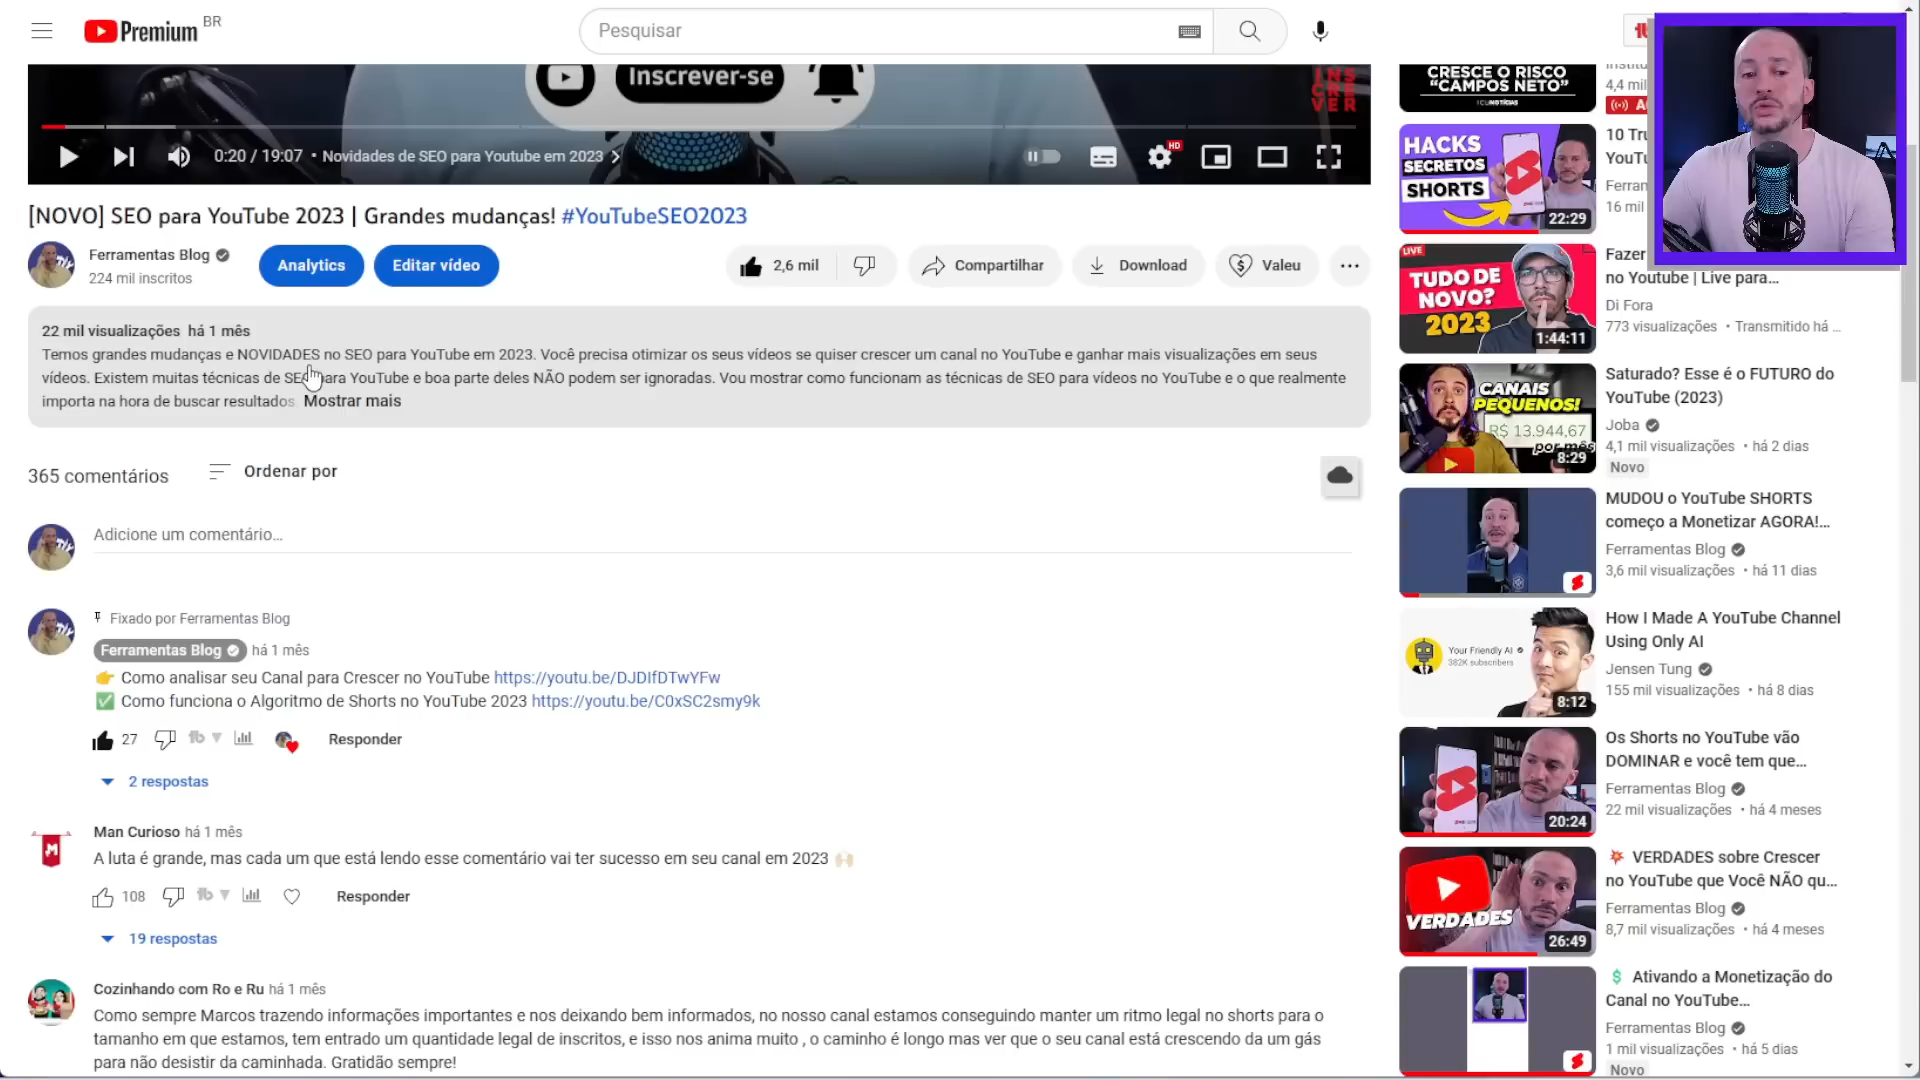 Premium BR
Pesquisar
Inscrever-se
INS
CRE
VER
0:20 / 19:07 • Novidades de SEO para Youtube em 2023
HD
[NOVO] SEO para YouTube 2023 | Grandes mudanças! #YouTubeSEO2023
Ferramentas Blog
224 mil inscritos
Analytics
Editar vídeo
2,6 mil
Compartilhar
Download
Valeu
22 mil visualizações há 1 mês
Temos grandes mudanças e NOVIDADES no SEO para YouTube em 2023. Você precisa otimizar os seus vídeos se quiser crescer um canal no YouTube e ganhar mais visualizações em seus
vídeos. Existem muitas técnicas de SEO para YouTube e boa parte deles NÃO podem ser ignoradas. Vou mostrar como funcionam as técnicas de SEO para vídeos no YouTube e o que realmente
importa na hora de buscar resultados Mostrar mais
365 comentários
Ordenar por
Adicione um comentário...
Fixado por Ferramentas Blog
Ferramentas Blog há 1 mês
👉 Como analisar seu Canal para Crescer no YouTube https://youtu.be/DJDIfDTwYFw
✅ Como funciona o Algoritmo de Shorts no YouTube 2023 https://youtu.be/C0xSC2smy9k
27
Responder
2 respostas
Man Curioso há 1 mês
A luta é grande, mas cada um que está lendo esse comentário vai ter sucesso em seu canal em 2023 🙌🏻
108
Responder
19 respostas
Cozinhando com Ro e Ru há 1 mês
Como sempre Marcos trazendo informações importantes e nos deixando bem informados, no nosso canal estamos conseguindo manter um ritmo legal no shorts para o
tamanho em que estamos, tem entrado um quantidade legal de inscritos, e isso nos anima muito , o caminho é longo mas ver que o seu canal está crescendo da um gás
para não desistir da caminhada. Gratidão sempre!
CRESCE O RISCO
"CAMPOS NETO"
4,4 mil
HACKS
SECRETOS
SHORTS
22:29
10 Tru
YouTu
Ferran
16 mil
LIVE
TUDO DE
NOVO?
2023
1:44:11
Fazer
no Youtube | Live para...
Di Fora
773 visualizações • Transmitido há ...
CANAIS
PEQUENOS!
R$ 13.944,67
por mês
8:29
Saturado? Esse é o FUTURO do
YouTube (2023)
Joba
4,1 mil visualizações • há 2 dias
Novo
MUDOU o YouTube SHORTS
começo a Monetizar AGORA!...
Ferramentas Blog
3,6 mil visualizações • há 11 dias
Your Friendly AI
382K subscribers
8:12
How I Made A YouTube Channel
Using Only AI
Jensen Tung
155 mil visualizações • há 8 dias
20:24
Os Shorts no YouTube vão
DOMINAR e você tem que...
Ferramentas Blog
22 mil visualizações • há 4 meses
VERDADES
26:49
💥 VERDADES sobre Crescer
no YouTube que Você NÃO qu...
Ferramentas Blog
8,7 mil visualizações • há 4 meses
Ativando a Monetização do
Canal no YouTube...
Ferramentas Blog
1 mil visualizações • há 5 dias
Novo